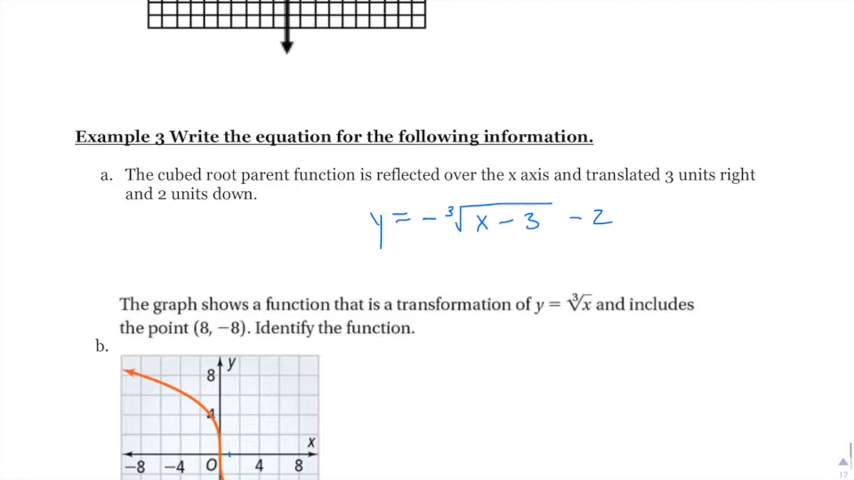 Example 3 Write the equation for the following information.
a. The cubed root parent function is reflected over the x axis and translated 3 units right
and 2 units down.
y = -∛(x - 3) - 2
The graph shows a function that is a transformation of y = ∛x and includes
the point (8, −8). Identify the function.
b.
y
8
4
x
−8 −4 O 4 8
17